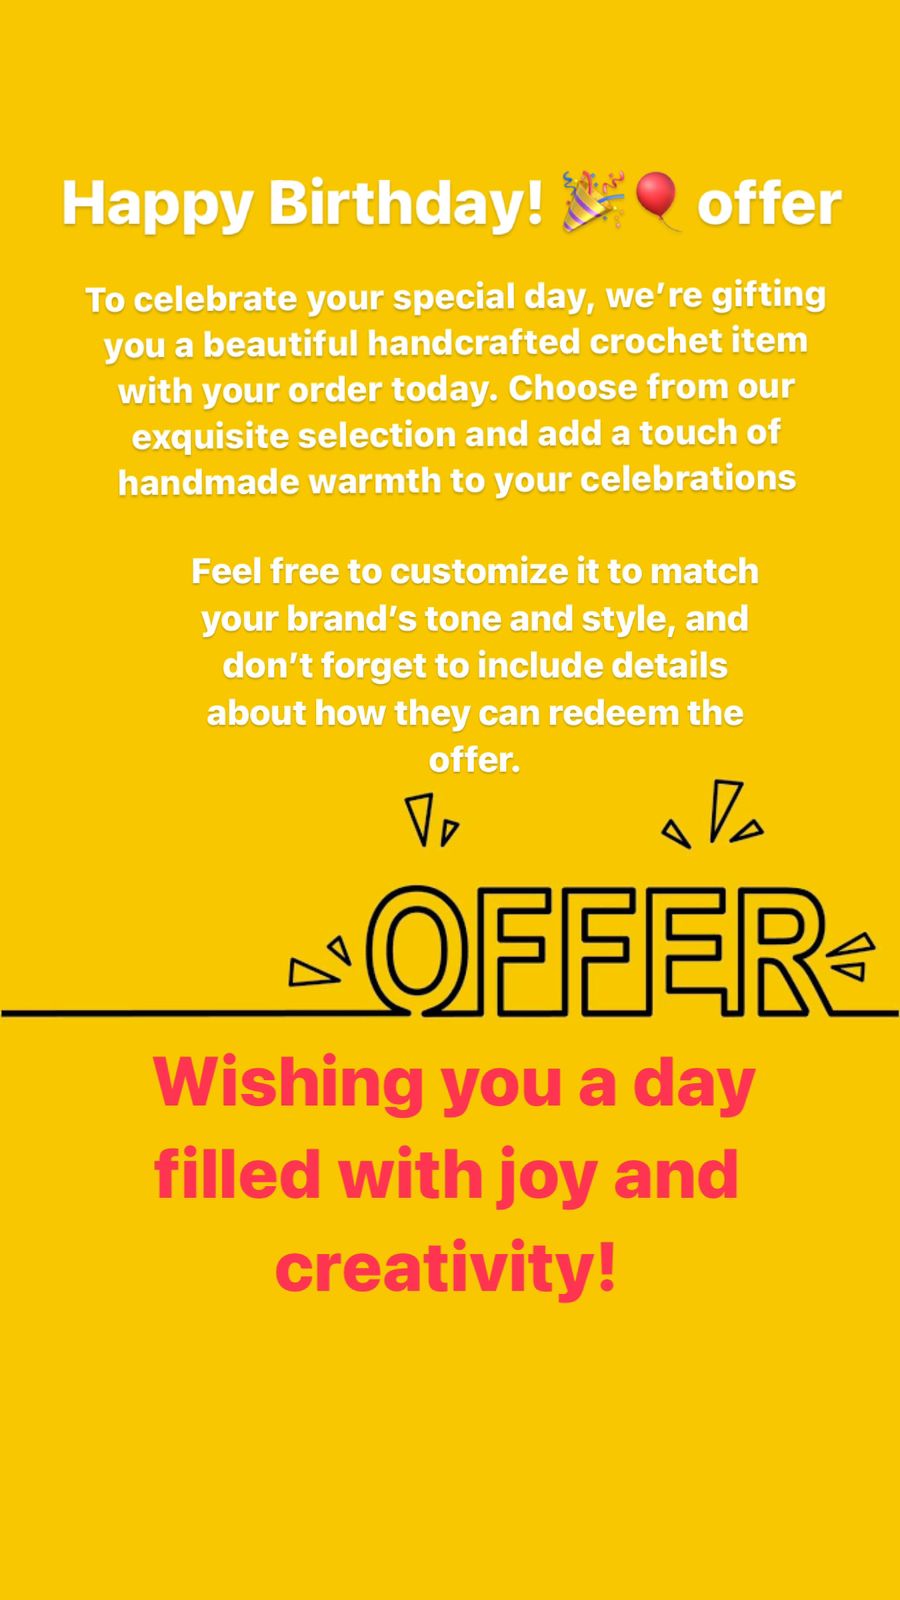 Happy Birthday! 🎉🎈 offer
To celebrate your special day, we’re gifting
you a beautiful handcrafted crochet item
with your order today. Choose from our
exquisite selection and add a touch of
handmade warmth to your celebrations
Feel free to customize it to match
your brand’s tone and style, and
don’t forget to include details
about how they can redeem the
offer.
OFFER
Wishing you a day
filled with joy and
creativity!